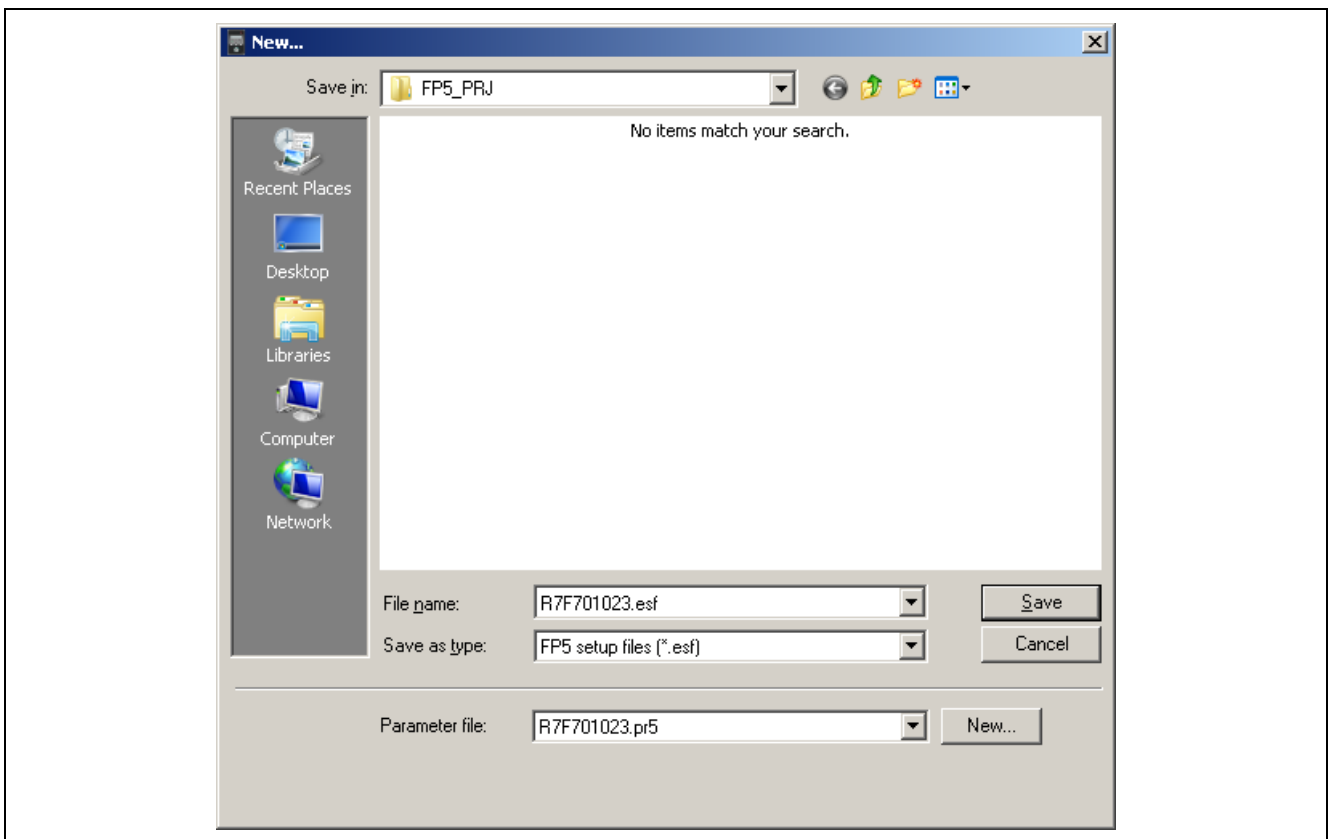 New...
Save in: FP5_PRJ
No items match your search.
Recent Places
Desktop
Libraries
Computer
Network
File name: R7F701023.esf Save
Save as type: FP5 setup files (*.esf) Cancel
Parameter file: R7F701023.pr5 New...